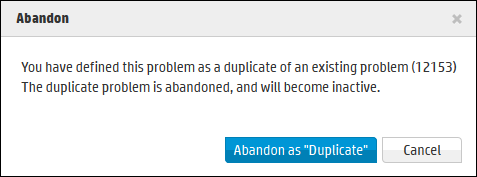 Abandon
You have defined this problem as a duplicate of an existing problem (12153)
The duplicate problem is abandoned, and will become inactive.
Abandon as "Duplicate"
Cancel